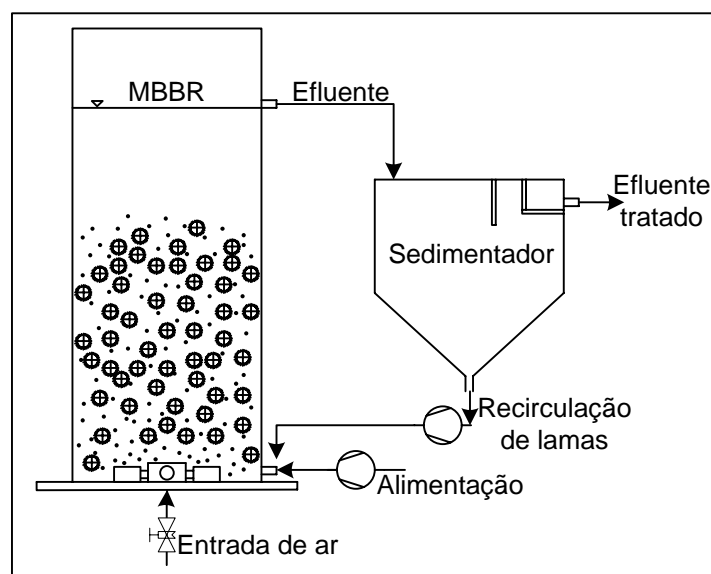 MBBR
Efluente
Efluente
tratado
Sedimentador
Recirculação
de lamas
Alimentação
Entrada de ar